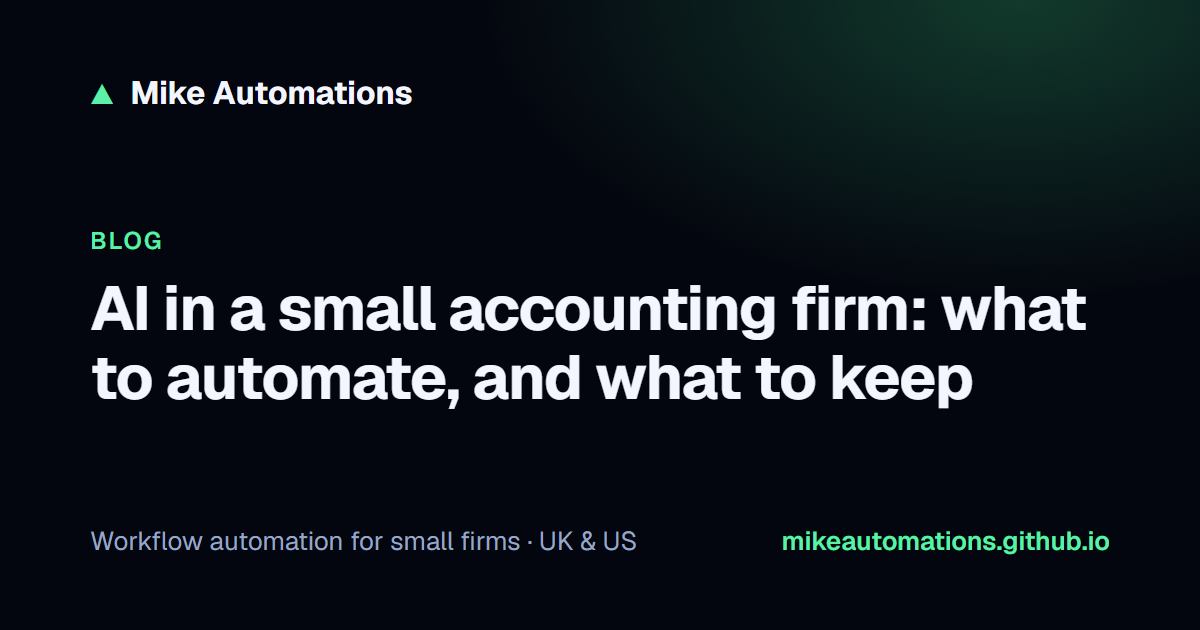 Mike Automations
BLOG
AI in a small accounting firm: what
to automate, and what to keep
Workflow automation for small firms · UK & US
mikeautomations.github.io